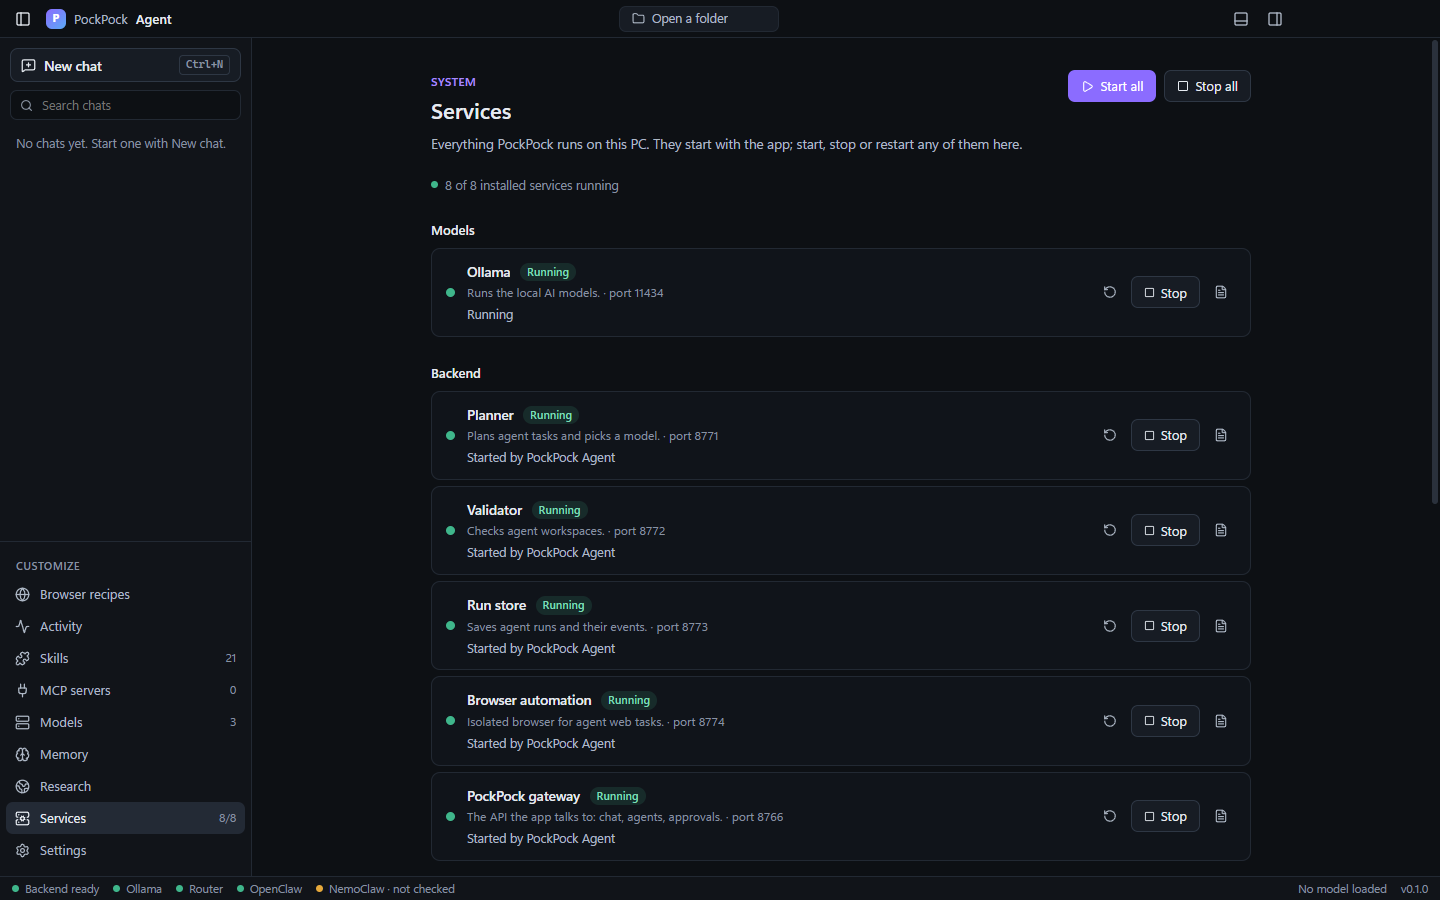 P PockPock Agent
Open a folder
New chat Ctrl+N
Search chats
No chats yet. Start one with New chat.
CUSTOMIZE
Browser recipes
Activity
Skills 21
MCP servers 0
Models 3
Memory
Research
Services 8/8
Settings
SYSTEM
Services
Start all
Stop all
Everything PockPock runs on this PC. They start with the app; start, stop or restart any of them here.
8 of 8 installed services running
Models
Ollama Running
Runs the local AI models. · port 11434
Running
Stop
Backend
Planner Running
Plans agent tasks and picks a model. · port 8771
Started by PockPock Agent
Stop
Validator Running
Checks agent workspaces. · port 8772
Started by PockPock Agent
Stop
Run store Running
Saves agent runs and their events. · port 8773
Started by PockPock Agent
Stop
Browser automation Running
Isolated browser for agent web tasks. · port 8774
Started by PockPock Agent
Stop
PockPock gateway Running
The API the app talks to: chat, agents, approvals. · port 8766
Started by PockPock Agent
Stop
Backend ready Ollama Router OpenClaw NemoClaw · not checked
No model loaded v0.1.0